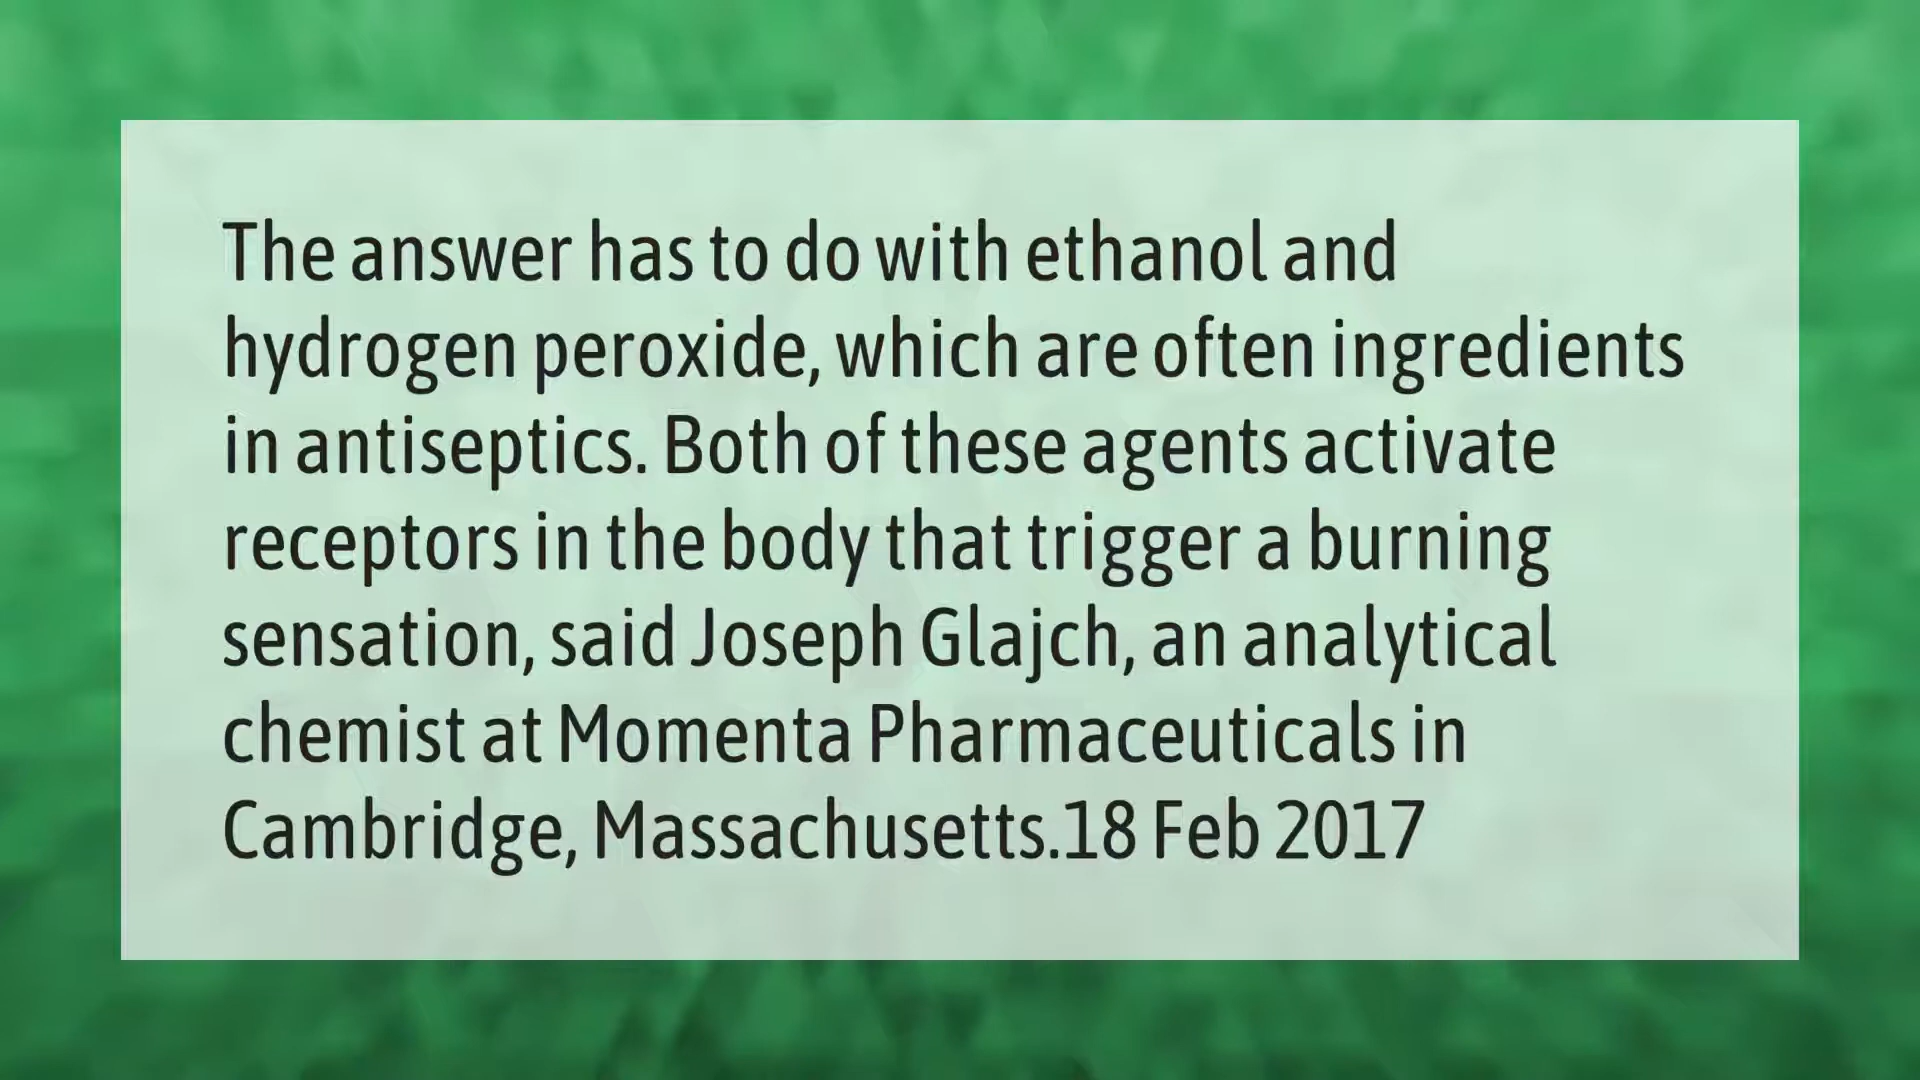 The answer has to do with ethanol and
hydrogen peroxide, which are often ingredients
in antiseptics. Both of these agents activate
receptors in the body that trigger a burning
sensation, said Joseph Glajch, an analytical
chemist at Momenta Pharmaceuticals in
Cambridge, Massachusetts.18 Feb 2017